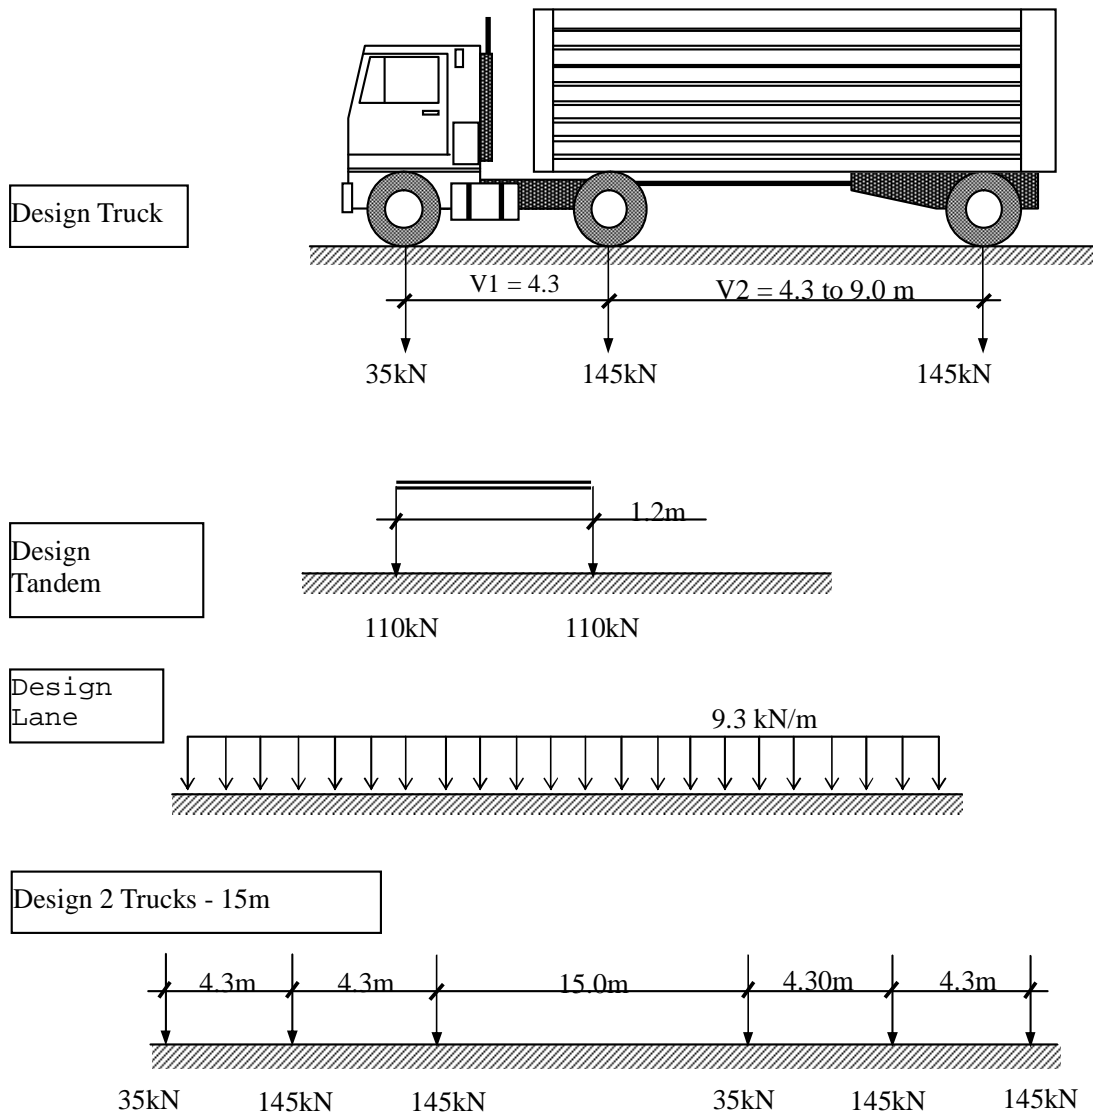 Design Truck
V1 = 4.3
V2 = 4.3 to 9.0 m
35kN 145kN 145kN
Design
Tandem
1.2m
110kN 110kN
Design
Lane
9.3 kN/m
Design 2 Trucks - 15m
4.3m 4.3m 15.0m 4.30m 4.3m
35kN 145kN 145kN 35kN 145kN 145kN